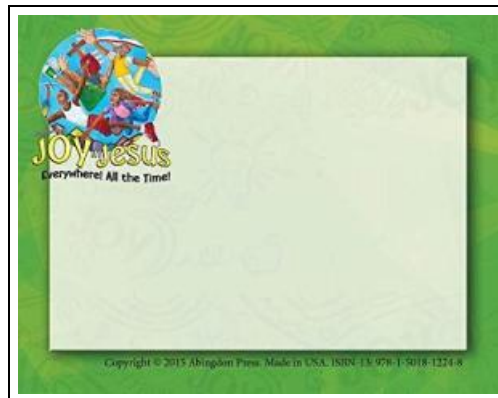 JOY in Jesus
Everywhere! All the Time!
Copyright © 2015 Abingdon Press. Made in USA. ISBN-13: 978-1-5018-1224-8